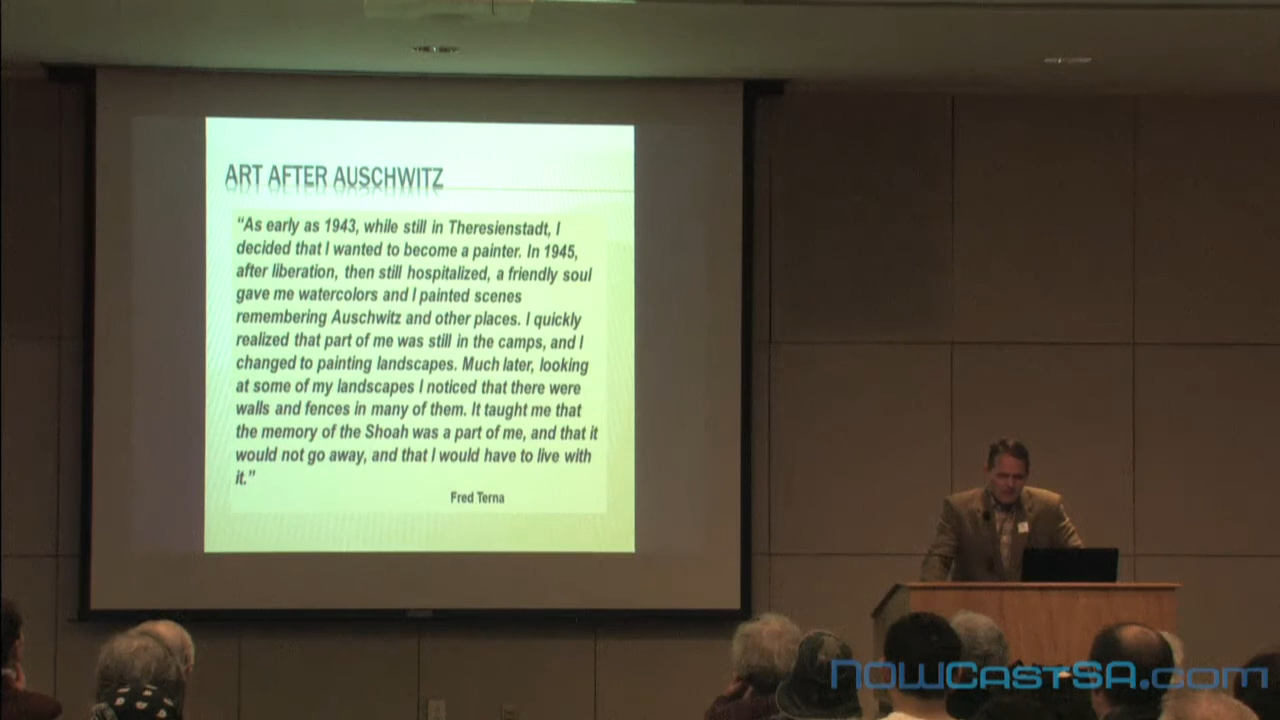 ART AFTER AUSCHWITZ
“As early as 1943, while still in Theresienstadt, I
decided that I wanted to become a painter. In 1945,
after liberation, then still hospitalized, a friendly soul
gave me watercolors and I painted scenes
remembering Auschwitz and other places. I quickly
realized that part of me was still in the camps, and I
changed to painting landscapes. Much later, looking
at some of my landscapes I noticed that there were
walls and fences in many of them. It taught me that
the memory of the Shoah was a part of me, and that it
would not go away, and that I would have to live with
it.”
Fred Terna
NOWCASTSA.com